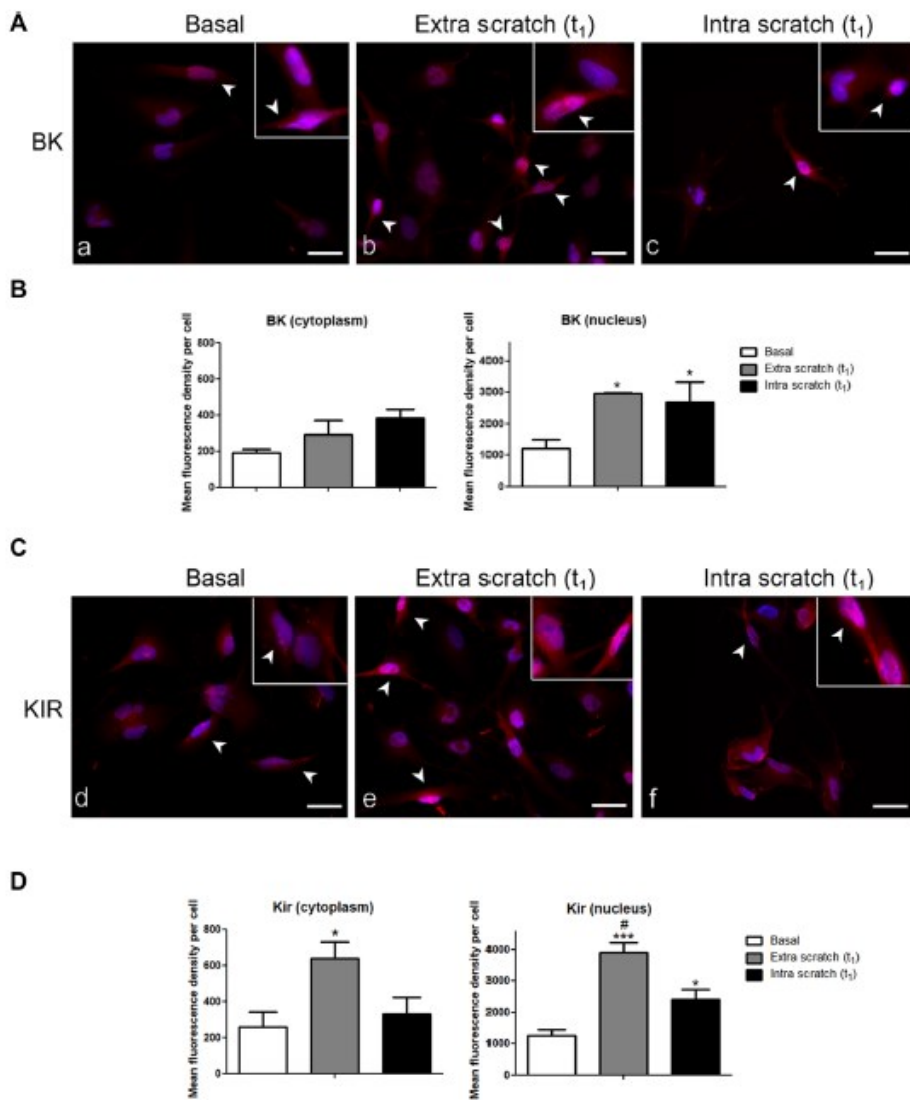 A
Basal
Extra scratch (t₁)
Intra scratch (t₁)
BK
a
b
c
B
BK (cytoplasm)
Mean fluorescence density per cell
800
600
400
200
0
BK (nucleus)
Mean fluorescence density per cell
4000
3000
2000
1000
0
*
*
Basal
Extra scratch (t₁)
Intra scratch (t₁)
C
Basal
Extra scratch (t₁)
Intra scratch (t₁)
KIR
d
e
f
D
Kir (cytoplasm)
Mean fluorescence density per cell
800
600
400
200
0
*
Kir (nucleus)
Mean fluorescence density per cell
4000
3000
2000
1000
0
#
***
*
Basal
Extra scratch (t₁)
Intra scratch (t₁)